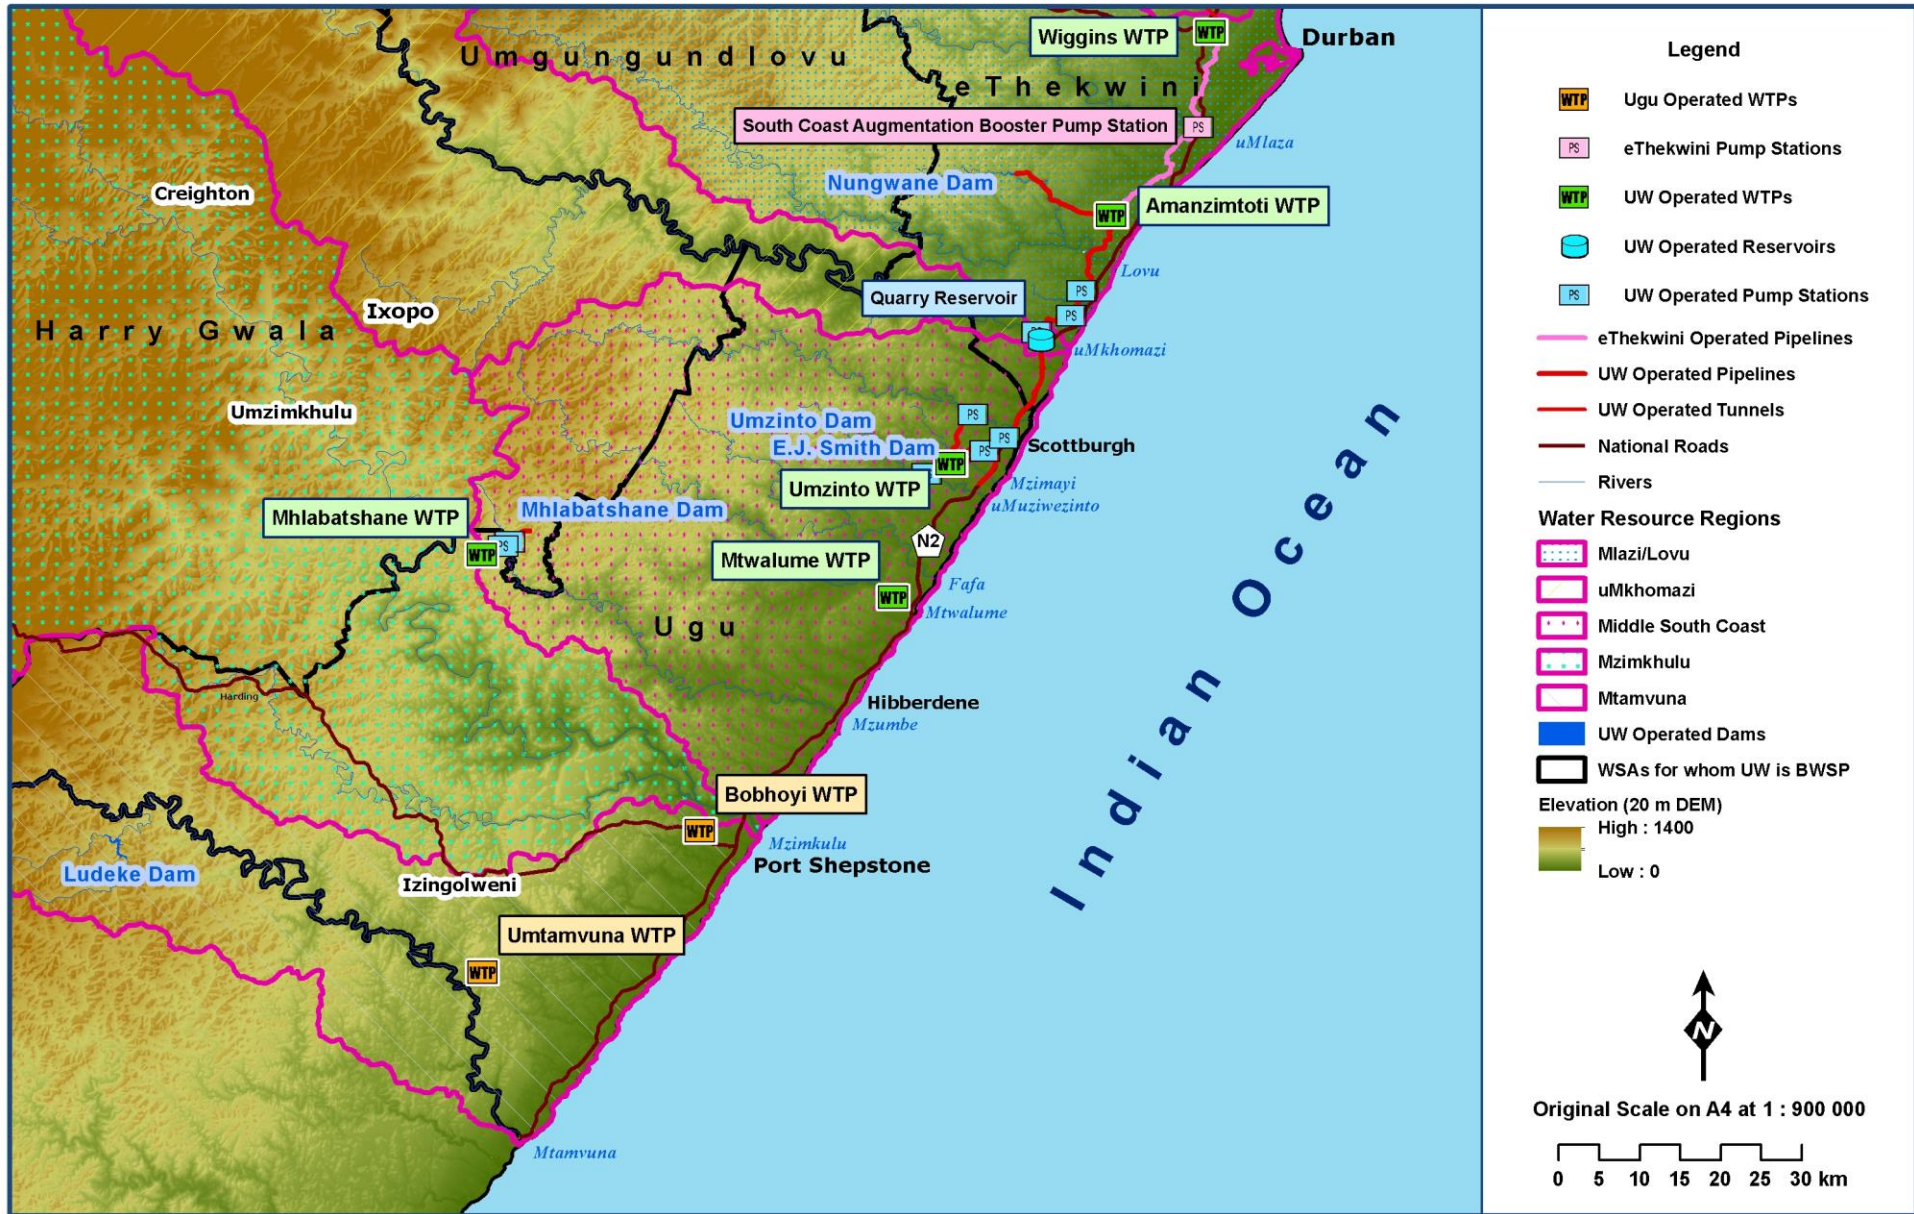 Wiggins WTP
WTP
Durban
Umgungundlovu
eThekwini
South Coast Augmentation Booster Pump Station
PS
uMlaza
Creighton
Nungwane Dam
WTP
Amanzimtoti WTP
Lovu
Quarry Reservoir
PS
PS
PS
Ixopo
Harry Gwala
uMkhomazi
Umzimkhulu
Umzinto Dam
PS
E.J. Smith Dam
PS
PS
Scottburgh
WTP
Umzinto WTP
Mzimayi
uMuziwezinto
Mhlabatshane WTP
Mhlabatshane Dam
WTP
PS
N2
Mtwalume WTP
Fafa
WTP
Mtwalume
Ugu
Harding
Hibberdene
Mzumbe
Bobhoyi WTP
WTP
Mzimkulu
Port Shepstone
Ludeke Dam
Izingolweni
Umtamvuna WTP
WTP
Mtamvuna
Indian Ocean
Legend
WTP Ugu Operated WTPs
PS eThekwini Pump Stations
WTP UW Operated WTPs
UW Operated Reservoirs
PS UW Operated Pump Stations
eThekwini Operated Pipelines
UW Operated Pipelines
UW Operated Tunnels
National Roads
Rivers
Water Resource Regions
Mlazi/Lovu
uMkhomazi
Middle South Coast
Mzimkhulu
Mtamvuna
UW Operated Dams
WSAs for whom UW is BWSP
Elevation (20 m DEM)
High : 1400
Low : 0
N
Original Scale on A4 at 1 : 900 000
0 5 10 15 20 25 30 km